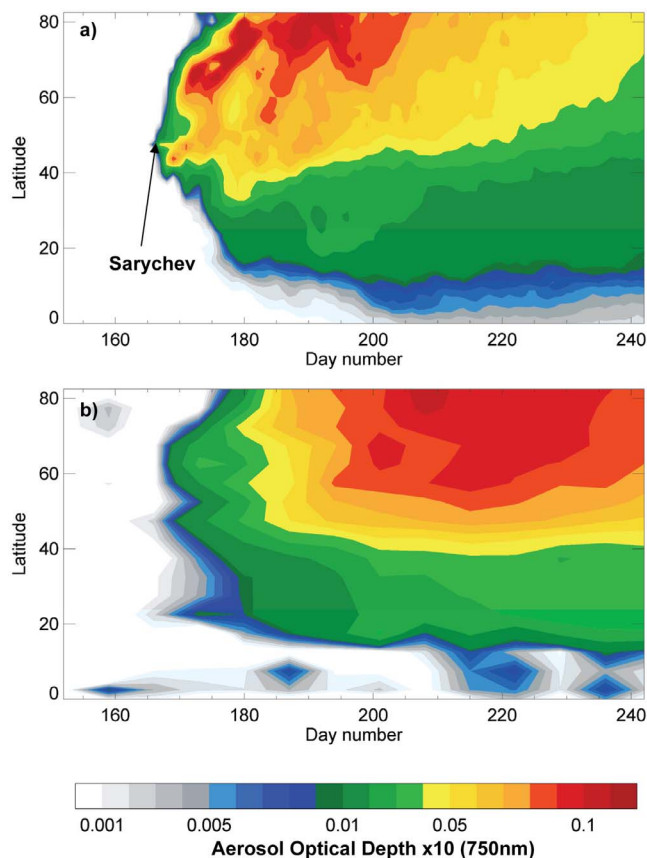 a)
80
60
40
20
0
Latitude
Sarychev
160 180 200 220 240
Day number
b)
80
60
40
20
0
Latitude
160 180 200 220 240
Day number
0.001 0.005 0.01 0.05 0.1
Aerosol Optical Depth x10 (750nm)